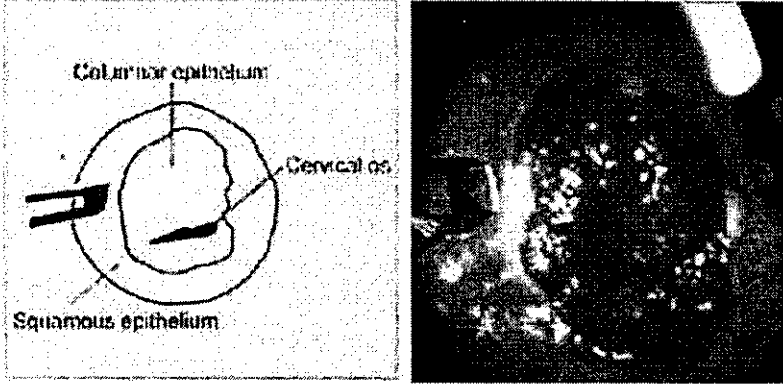 Columnar epithelium
Cervical os
Squamous epithelium